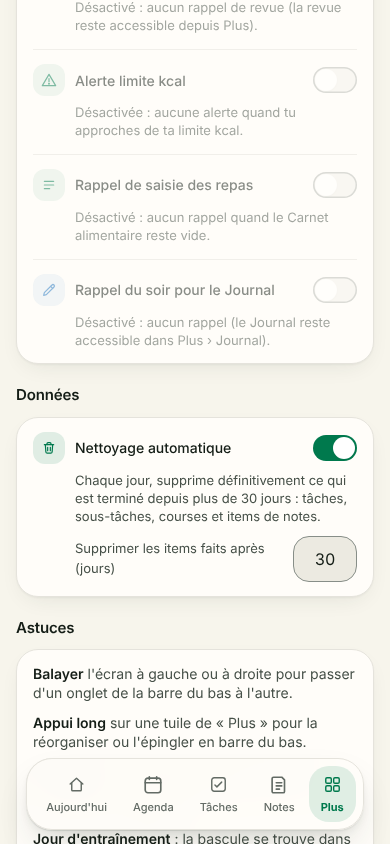 Désactivé : aucun rappel de revue (la revue
reste accessible depuis Plus).
Alerte limite kcal
Désactivée : aucune alerte quand tu
approches de ta limite kcal.
Rappel de saisie des repas
Désactivé : aucun rappel quand le Carnet
alimentaire reste vide.
Rappel du soir pour le Journal
Désactivé : aucun rappel (le Journal reste
accessible dans Plus › Journal).
Données
Nettoyage automatique
Chaque jour, supprime définitivement ce qui
est terminé depuis plus de 30 jours : tâches,
sous-tâches, courses et items de notes.
Supprimer les items faits après
(jours)
30
Astuces
Balayer l'écran à gauche ou à droite pour passer
d'un onglet de la barre du bas à l'autre.
Appui long sur une tuile de « Plus » pour la
réorganiser ou l'épingler en barre du bas.
Aujourd'hui
Agenda
Tâches
Notes
Plus
Jour d'entraînement : la bascule se trouve dans